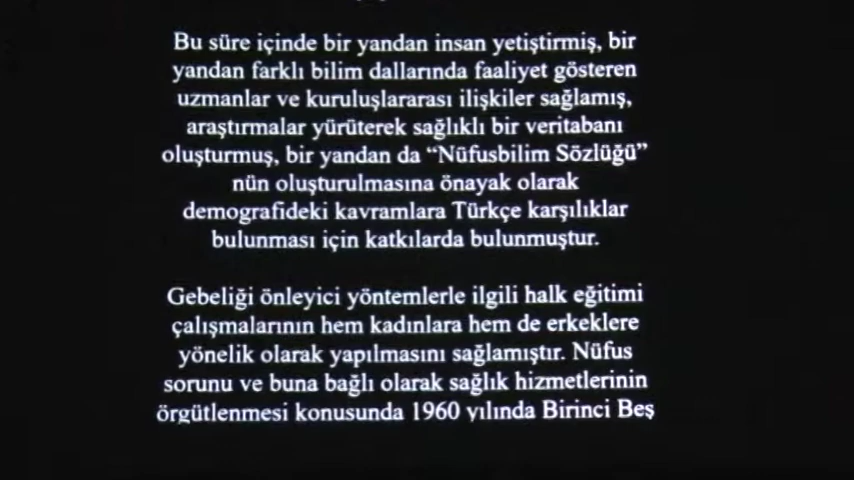 Bu süre içinde bir yandan insan yetiştirmiş, bir
yandan farklı bilim dallarında faaliyet gösteren
uzmanlar ve kuruluşlararası ilişkiler sağlamış,
araştırmalar yürüterek sağlıklı bir veritabanı
oluşturmuş, bir yandan da “Nüfusbilim Sözlüğü”
nün oluşturulmasına önayak olarak
demografideki kavramlara Türkçe karşılıklar
bulunması için katkılarda bulunmuştur.
Gebeliği önleyici yöntemlerle ilgili halk eğitimi
çalışmalarının hem kadınlara hem de erkeklere
yönelik olarak yapılmasını sağlamıştır. Nüfus
sorunu ve buna bağlı olarak sağlık hizmetlerinin
örgütlenmesi konusunda 1960 yılında Birinci Beş